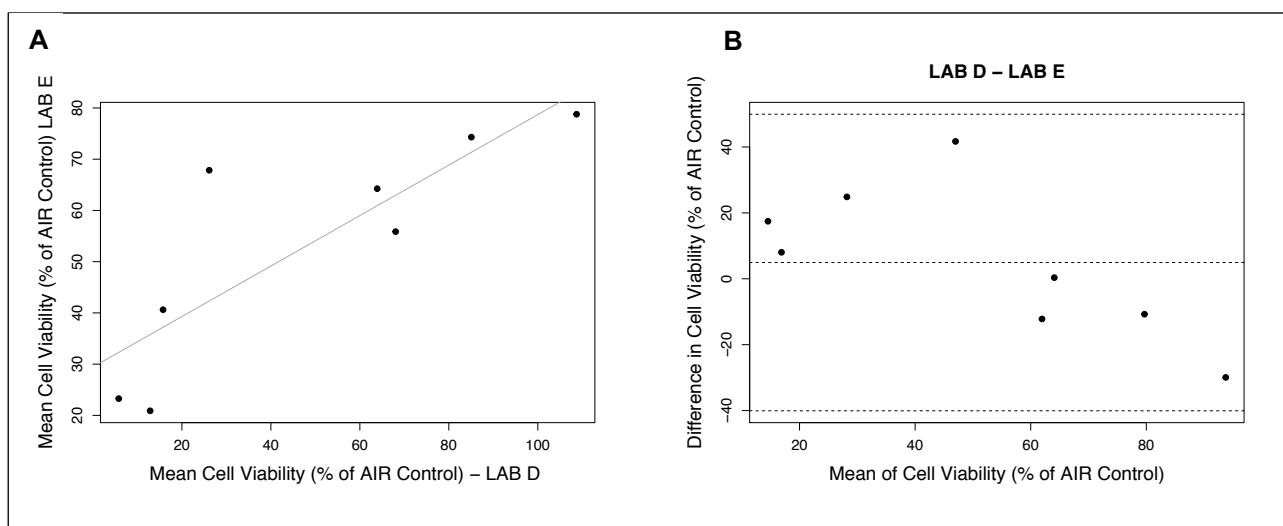 A
Mean Cell Viability (% of AIR Control) LAB E
80
70
60
50
40
30
20
20 40 60 80 100
Mean Cell Viability (% of AIR Control) – LAB D
B
LAB D – LAB E
Difference in Cell Viability (% of AIR Control)
40
20
0
−20
−40
20 40 60 80
Mean of Cell Viability (% of AIR Control)